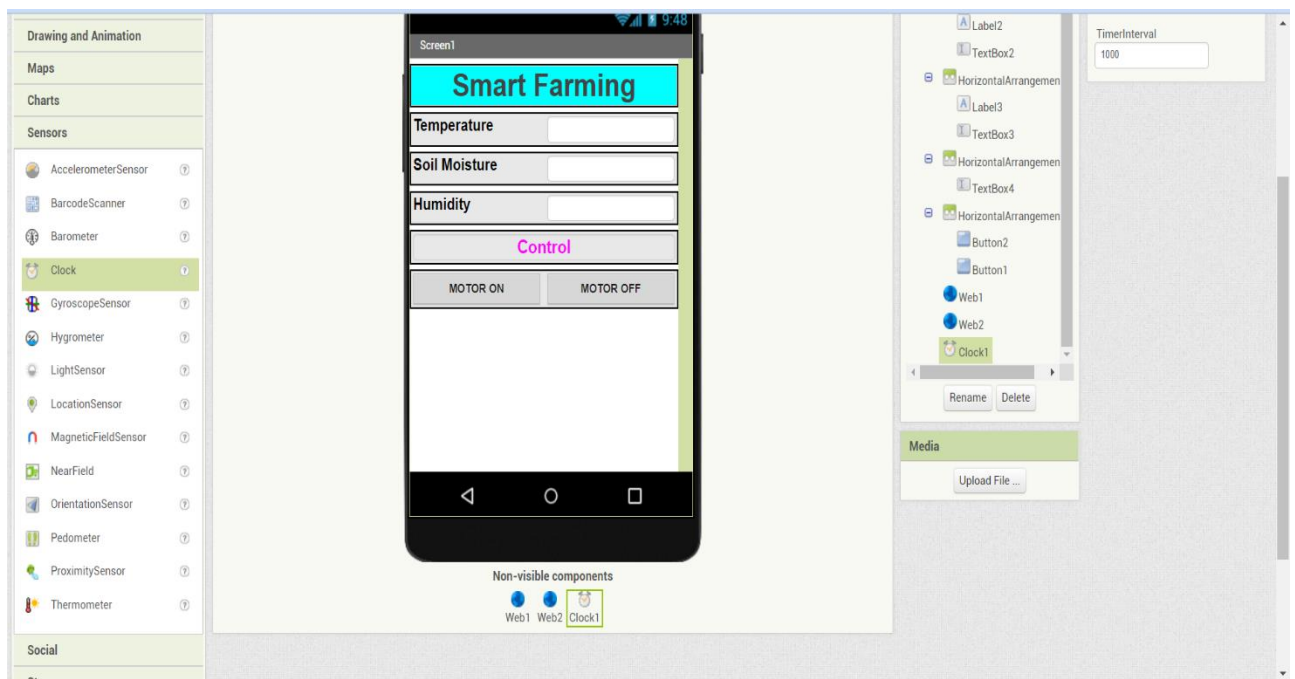 Drawing and Animation
Maps
Charts
Sensors
AccelerometerSensor
BarcodeScanner
Barometer
Clock
GyroscopeSensor
Hygrometer
LightSensor
LocationSensor
MagneticFieldSensor
NearField
OrientationSensor
Pedometer
ProximitySensor
Thermometer
Social
9:48
Screen1
Smart Farming
Temperature
Soil Moisture
Humidity
Control
MOTOR ON MOTOR OFF
Non-visible components
Web1 Web2 Clock1
Label2
TextBox2
HorizontalArrangemen
Label3
TextBox3
HorizontalArrangemen
TextBox4
HorizontalArrangemen
Button2
Button1
Web1
Web2
Clock1
Rename Delete
Media
Upload File ...
TimerInterval
1000